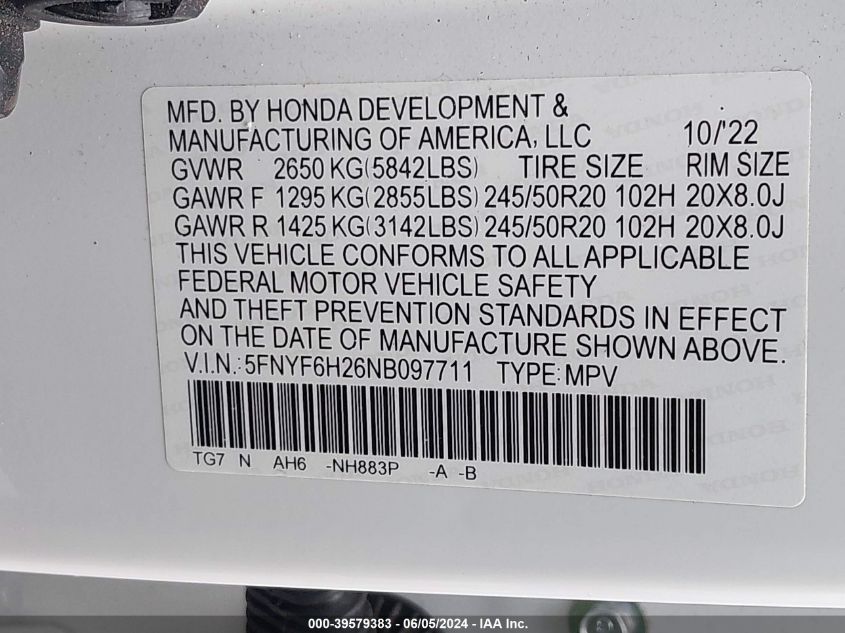 MFD. BY HONDA DEVELOPMENT &
MANUFACTURING OF AMERICA, LLC 10/'22
GVWR 2650 KG(5842LBS) TIRE SIZE RIM SIZE
GAWR F 1295 KG(2855LBS) 245/50R20 102H 20X8.0J
GAWR R 1425 KG(3142LBS) 245/50R20 102H 20X8.0J
THIS VEHICLE CONFORMS TO ALL APPLICABLE
FEDERAL MOTOR VEHICLE SAFETY
AND THEFT PREVENTION STANDARDS IN EFFECT
ON THE DATE OF MANUFACTURE SHOWN ABOVE.
V.I.N.: 5FNYF6H26NB097711 TYPE: MPV
TG7 N AH6 -NH883P -A -B
000-39579383 / 06/05/2024 / IAA Inc.